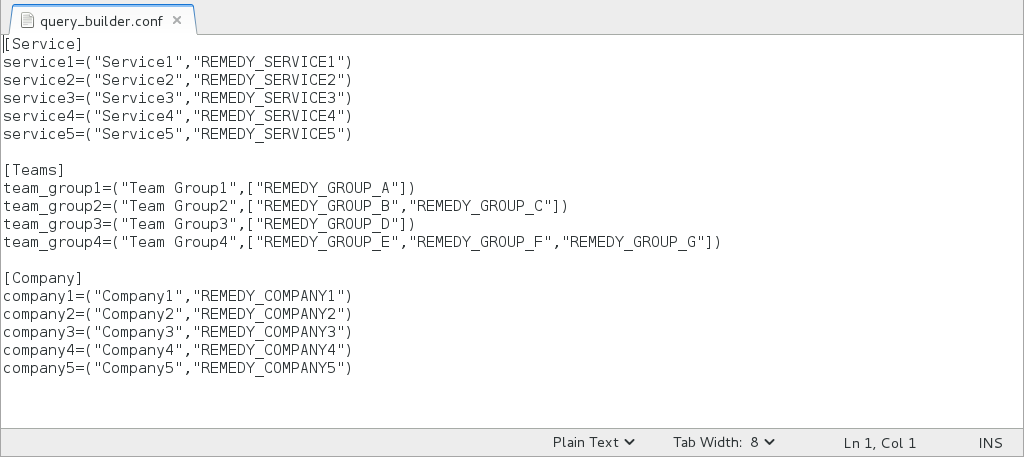 query_builder.conf
[Service]
service1=("Service1","REMEDY_SERVICE1")
service2=("Service2","REMEDY_SERVICE2")
service3=("Service3","REMEDY_SERVICE3")
service4=("Service4","REMEDY_SERVICE4")
service5=("Service5","REMEDY_SERVICE5")
[Teams]
team_group1=("Team Group1",["REMEDY_GROUP_A"])
team_group2=("Team Group2",["REMEDY_GROUP_B","REMEDY_GROUP_C"])
team_group3=("Team Group3",["REMEDY_GROUP_D"])
team_group4=("Team Group4",["REMEDY_GROUP_E","REMEDY_GROUP_F","REMEDY_GROUP_G"])
[Company]
company1=("Company1","REMEDY_COMPANY1")
company2=("Company2","REMEDY_COMPANY2")
company3=("Company3","REMEDY_COMPANY3")
company4=("Company4","REMEDY_COMPANY4")
company5=("Company5","REMEDY_COMPANY5")
Plain Text Tab Width: 8 Ln 1, Col 1 INS